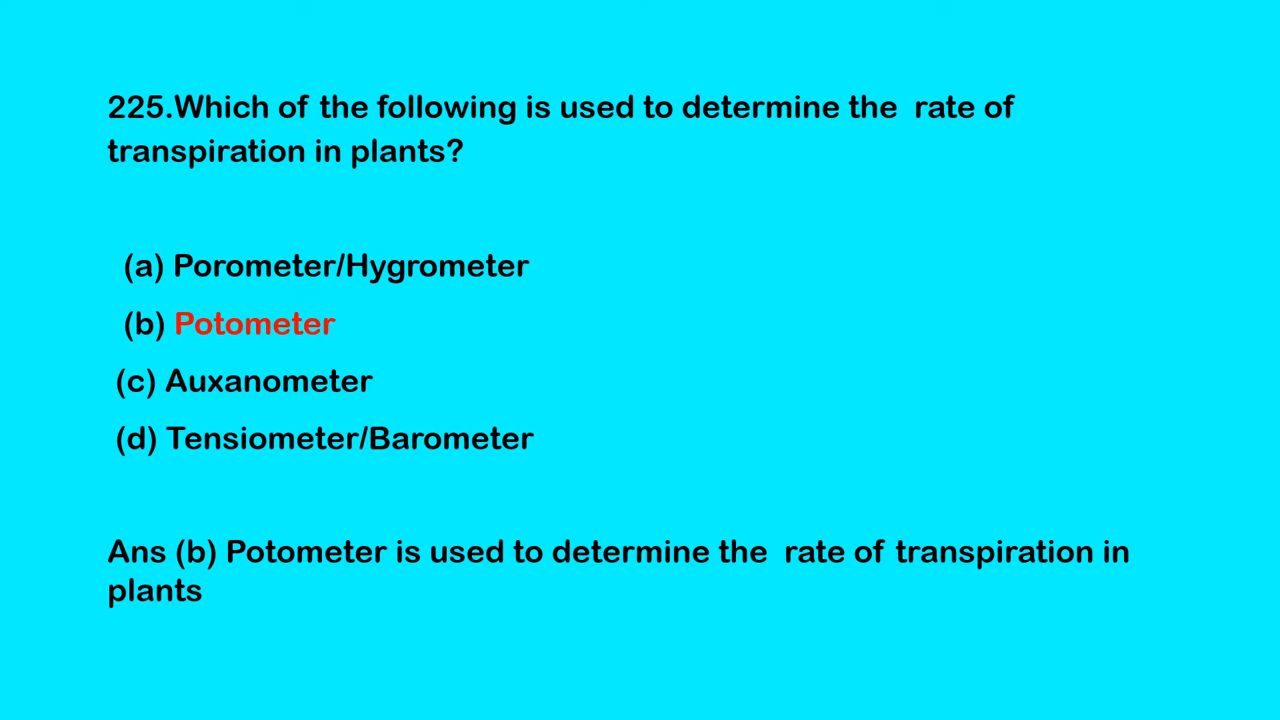 225.Which of the following is used to determine the  rate of
transpiration in plants?
(a) Porometer/Hygrometer
(b) Potometer
(c) Auxanometer
(d) Tensiometer/Barometer
Ans (b) Potometer is used to determine the  rate of transpiration in
plants